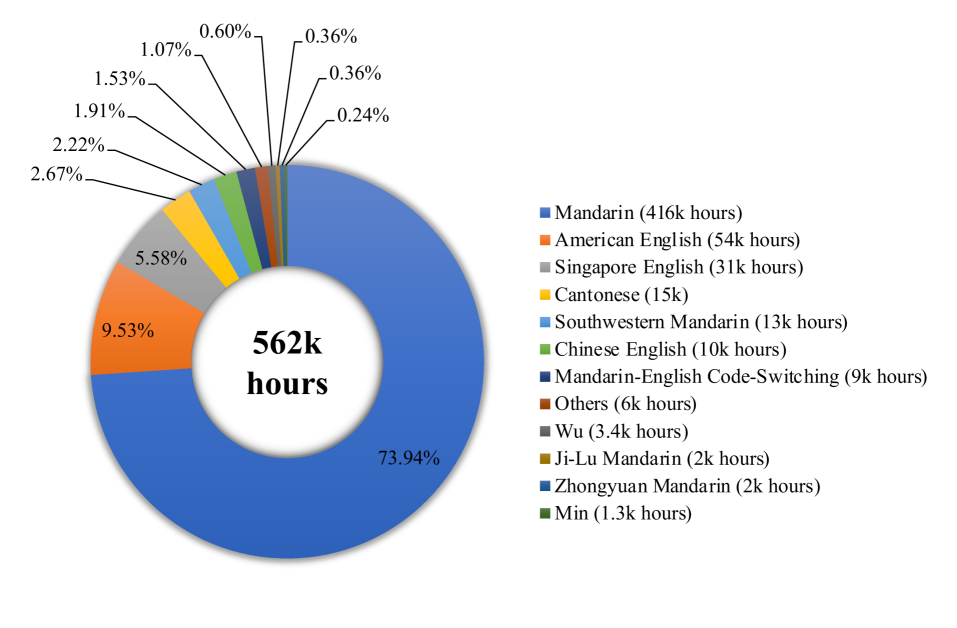 0.60%
0.36%
1.07%
0.36%
1.53%
1.91%
0.24%
2.22%
2.67%
5.58%
9.53%
73.94%
562k
hours
Mandarin (416k hours)
American English (54k hours)
Singapore English (31k hours)
Cantonese (15k)
Southwestern Mandarin (13k hours)
Chinese English (10k hours)
Mandarin-English Code-Switching (9k hours)
Others (6k hours)
Wu (3.4k hours)
Ji-Lu Mandarin (2k hours)
Zhongyuan Mandarin (2k hours)
Min (1.3k hours)